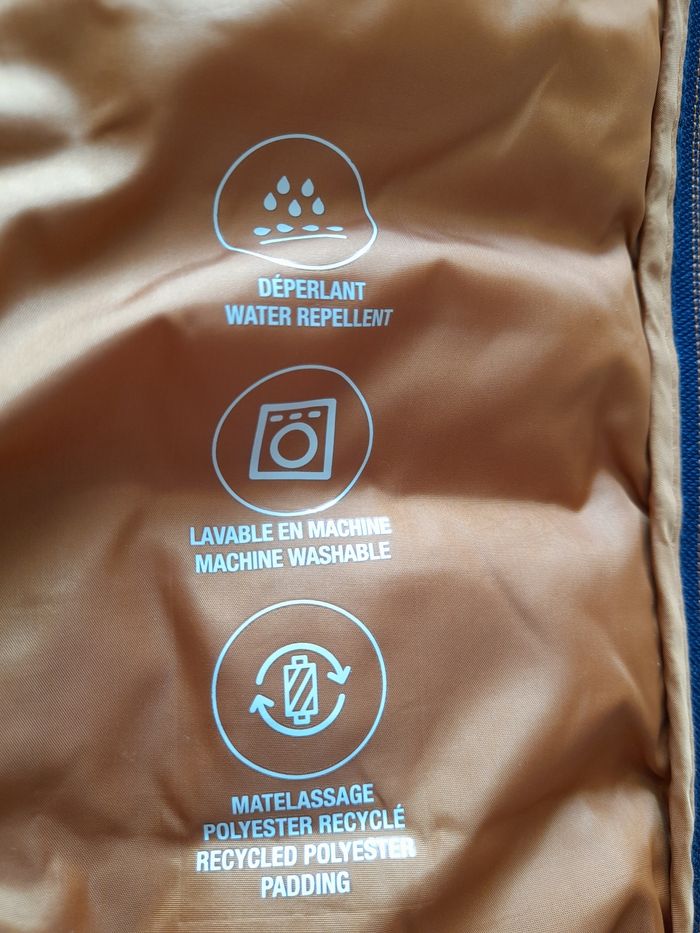 DÉPERLANT
WATER REPELLENT
LAVABLE EN MACHINE
MACHINE WASHABLE
MATELASSAGE
POLYESTER RECYCLÉ
RECYCLED POLYESTER
PADDING